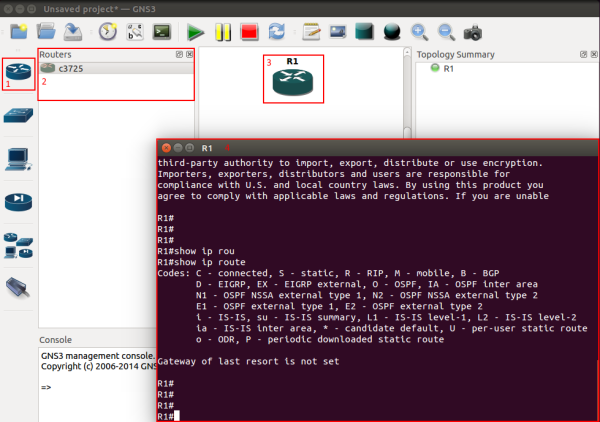 Unsaved project* — GNS3
Routers
c3725
1
2
3
R1
Topology Summary
R1
R1
4
third-party authority to import, export, distribute or use encryption.
Importers, exporters, distributors and users are responsible for
compliance with U.S. and local country laws. By using this product you
agree to comply with applicable laws and regulations. If you are unable
R1#
R1#
R1#
R1#show ip rou
R1#show ip route
Codes: C - connected, S - static, R - RIP, M - mobile, B - BGP
D - EIGRP, EX - EIGRP external, O - OSPF, IA - OSPF inter area
N1 - OSPF NSSA external type 1, N2 - OSPF NSSA external type 2
E1 - OSPF external type 1, E2 - OSPF external type 2
i - IS-IS, su - IS-IS summary, L1 - IS-IS level-1, L2 - IS-IS level-2
ia - IS-IS inter area, * - candidate default, U - per-user static route
o - ODR, P - periodic downloaded static route
Gateway of last resort is not set
R1#
R1#
R1#
R1#
Console
GNS3 management console.
Copyright (c) 2006-2014 GN
=>